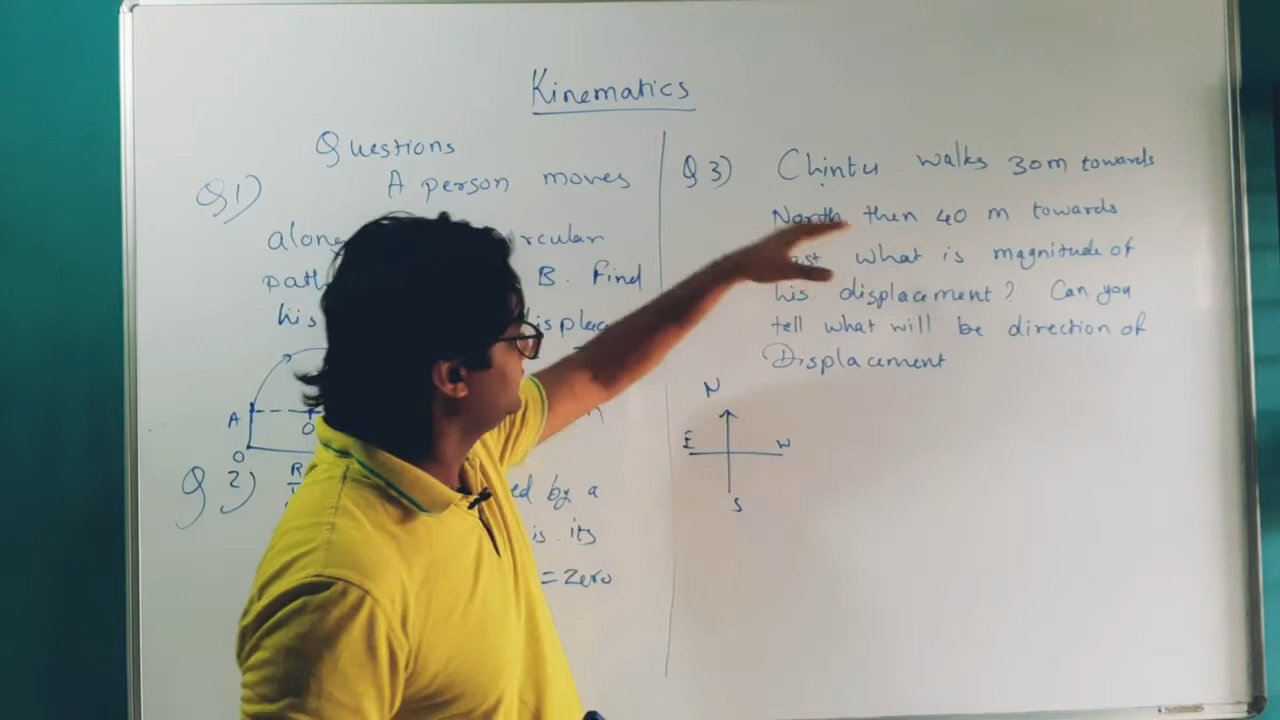 Kinematics
Questions
Q1) A person moves
along rcular
path B. Find
his displac
A
O
O
Q 2) R ed by a
is its
= Zero
Q 3) Chintu walks 30m towards
North then 40 m towards
ast what is magnitude of
his displacement? Can you
tell what will be direction of
Displacement
N
E W
S